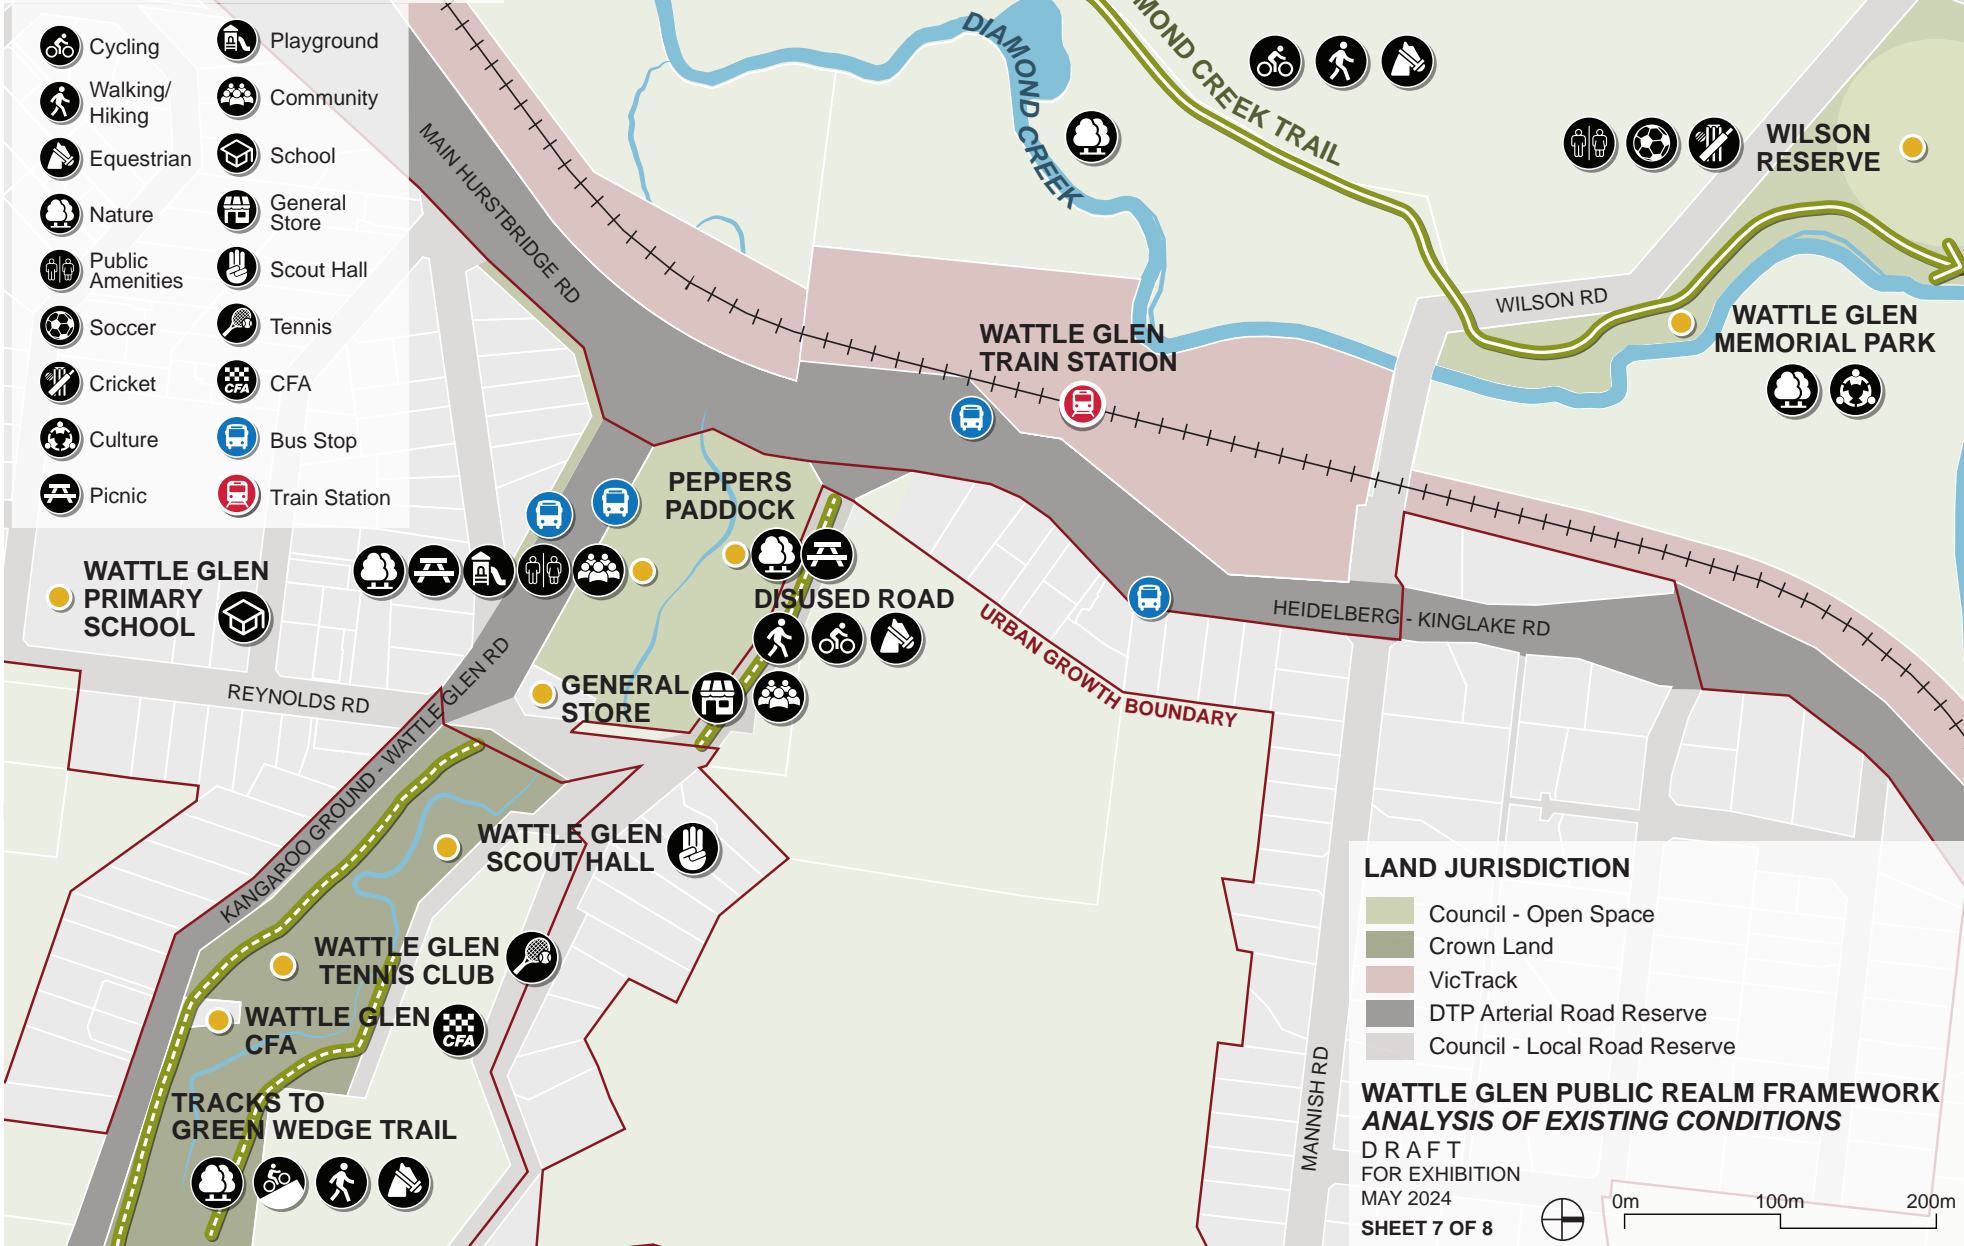 Cycling
Walking/
Hiking
Equestrian
Nature
Public
Amenities
Soccer
Cricket
Culture
Picnic
Playground
Community
School
General
Store
Scout Hall
Tennis
CFA
CFA
Bus Stop
Train Station
MAIN HURSTBRIDGE RD
DIAMOND CREEK
MOND CREEK TRAIL
WILSON
RESERVE
WILSON RD
WATTLE GLEN
MEMORIAL PARK
WATTLE GLEN
TRAIN STATION
PEPPERS
PADDOCK
WATTLE GLEN
PRIMARY
SCHOOL
DISUSED ROAD
URBAN GROWTH BOUNDARY
HEIDELBERG - KINGLAKE RD
REYNOLDS RD
GENERAL
STORE
KANGAROO GROUND - WATTLE GLEN RD
WATTLE GLEN
SCOUT HALL
WATTLE GLEN
TENNIS CLUB
WATTLE GLEN
CFA
CFA
TRACKS TO
GREEN WEDGE TRAIL
MANNISH RD
LAND JURISDICTION
Council - Open Space
Crown Land
VicTrack
DTP Arterial Road Reserve
Council - Local Road Reserve
WATTLE GLEN PUBLIC REALM FRAMEWORK
ANALYSIS OF EXISTING CONDITIONS
DRAFT
FOR EXHIBITION
MAY 2024
SHEET 7 OF 8
0m 100m 200m